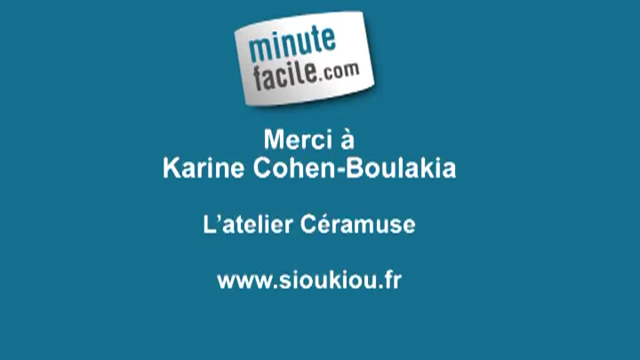 minute
facile.com
Merci à
Karine Cohen-Boulakia
L'atelier Céramuse
www.sioukiou.fr